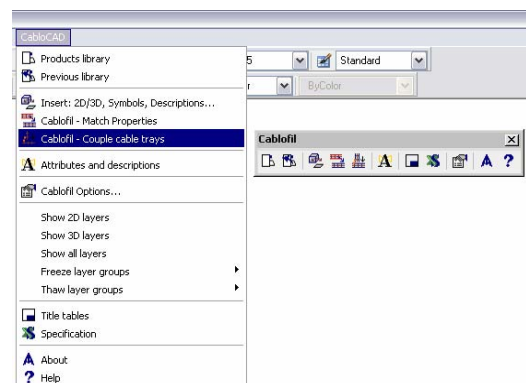 CabloCAD
Products library
Previous library
Insert: 2D/3D, Symbols, Descriptions...
Cablofil - Match Properties
Cablofil - Couple cable trays
Attributes and descriptions
Cablofil Options...
Show 2D layers
Show 3D layers
Show all layers
Freeze layer groups
Thaw layer groups
Title tables
Specification
About
Help
5
Standard
r
ByColor
Cablofil